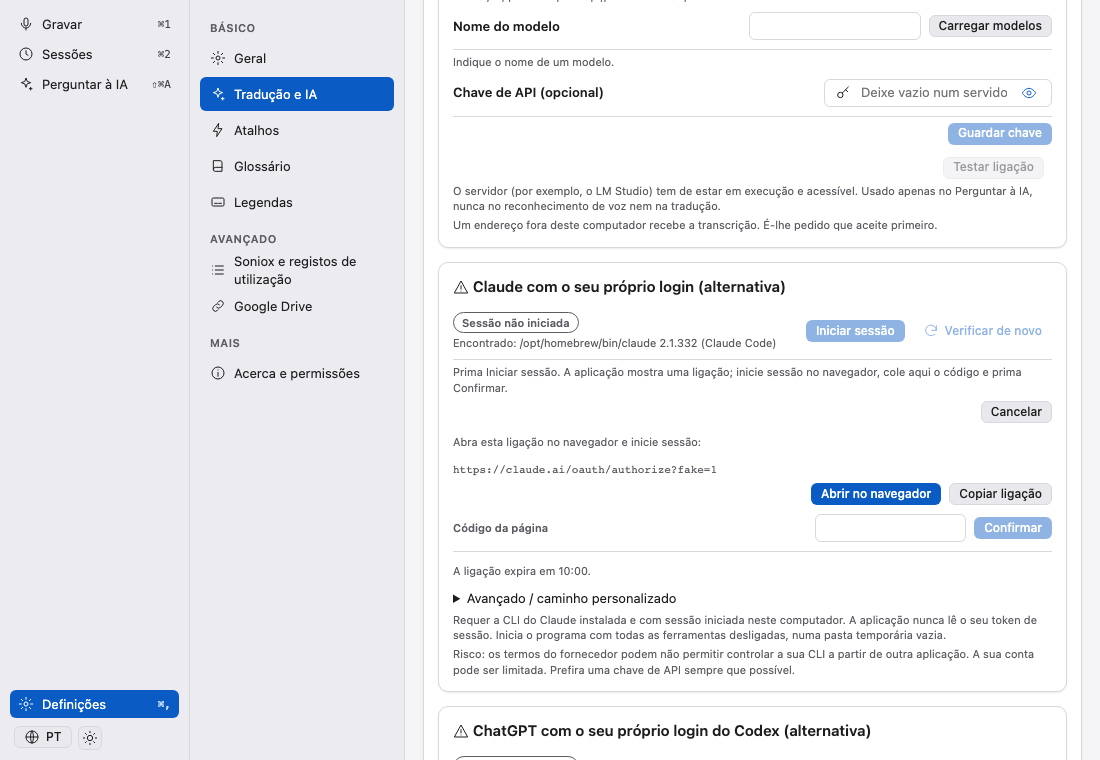 Gravar ⌘1
Sessões ⌘2
Perguntar à IA ⇧⌘A
Definições ⌘,
PT
BÁSICO
Geral
Tradução e IA
Atalhos
Glossário
Legendas
AVANÇADO
Soniox e registos de
utilização
Google Drive
MAIS
Acerca e permissões
Nome do modelo
Carregar modelos
Indique o nome de um modelo.
Chave de API (opcional)
Deixe vazio num servido
Guardar chave
Testar ligação
O servidor (por exemplo, o LM Studio) tem de estar em execução e acessível. Usado apenas no Perguntar à IA,
nunca no reconhecimento de voz nem na tradução.
Um endereço fora deste computador recebe a transcrição. É-lhe pedido que aceite primeiro.
Claude com o seu próprio login (alternativa)
Sessão não iniciada
Encontrado: /opt/homebrew/bin/claude 2.1.332 (Claude Code)
Iniciar sessão
Verificar de novo
Prima Iniciar sessão. A aplicação mostra uma ligação; inicie sessão no navegador, cole aqui o código e prima
Confirmar.
Cancelar
Abra esta ligação no navegador e inicie sessão:
https://claude.ai/oauth/authorize?fake=1
Abrir no navegador
Copiar ligação
Código da página
Confirmar
A ligação expira em 10:00.
Avançado / caminho personalizado
Requer a CLI do Claude instalada e com sessão iniciada neste computador. A aplicação nunca lê o seu token de
sessão. Inicia o programa com todas as ferramentas desligadas, numa pasta temporária vazia.
Risco: os termos do fornecedor podem não permitir controlar a sua CLI a partir de outra aplicação. A sua conta
pode ser limitada. Prefira uma chave de API sempre que possível.
ChatGPT com o seu próprio login do Codex (alternativa)